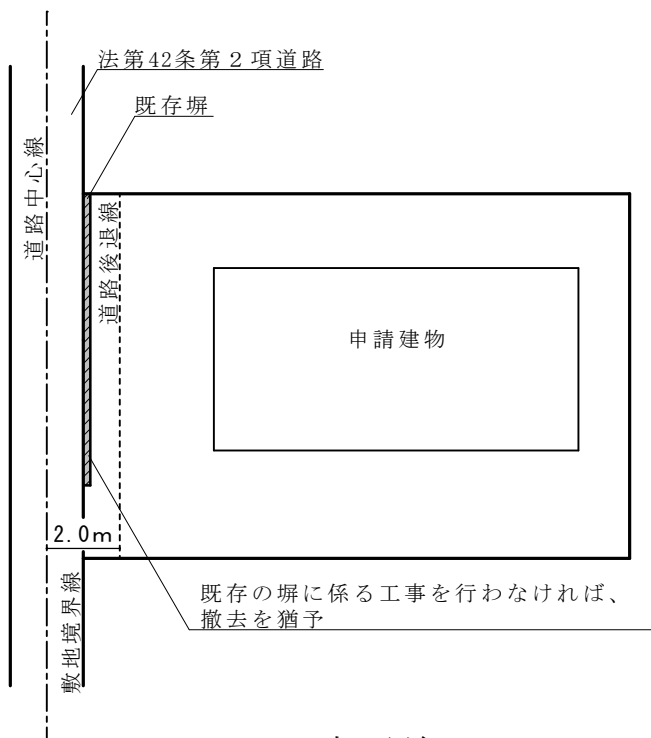 法第42条第２項道路
既存塀
道路中心線
道路後退線
申請建物
2.0m
既存の塀に係る工事を行わなければ、
撤去を猶予
敷地境界線